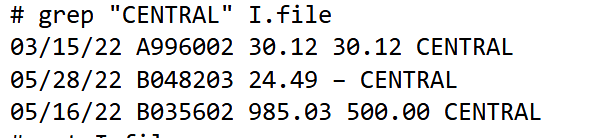 # grep "CENTRAL" I.file
03/15/22 A996002 30.12 30.12 CENTRAL
05/28/22 B048203 24.49 – CENTRAL
05/16/22 B035602 985.03 500.00 CENTRAL